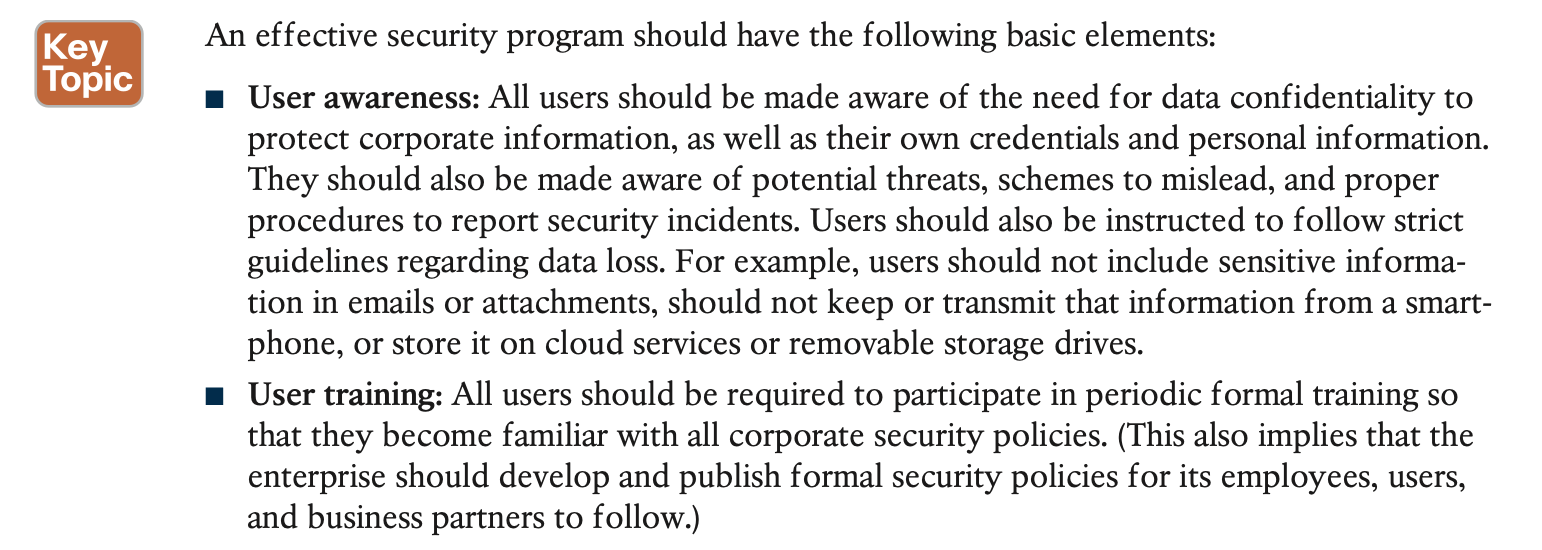 Key
Topic
An effective security program should have the following basic elements:
■ User awareness: All users should be made aware of the need for data confidentiality to
protect corporate information, as well as their own credentials and personal information.
They should also be made aware of potential threats, schemes to mislead, and proper
procedures to report security incidents. Users should also be instructed to follow strict
guidelines regarding data loss. For example, users should not include sensitive informa-
tion in emails or attachments, should not keep or transmit that information from a smart-
phone, or store it on cloud services or removable storage drives.
■ User training: All users should be required to participate in periodic formal training so
that they become familiar with all corporate security policies. (This also implies that the
enterprise should develop and publish formal security policies for its employees, users,
and business partners to follow.)